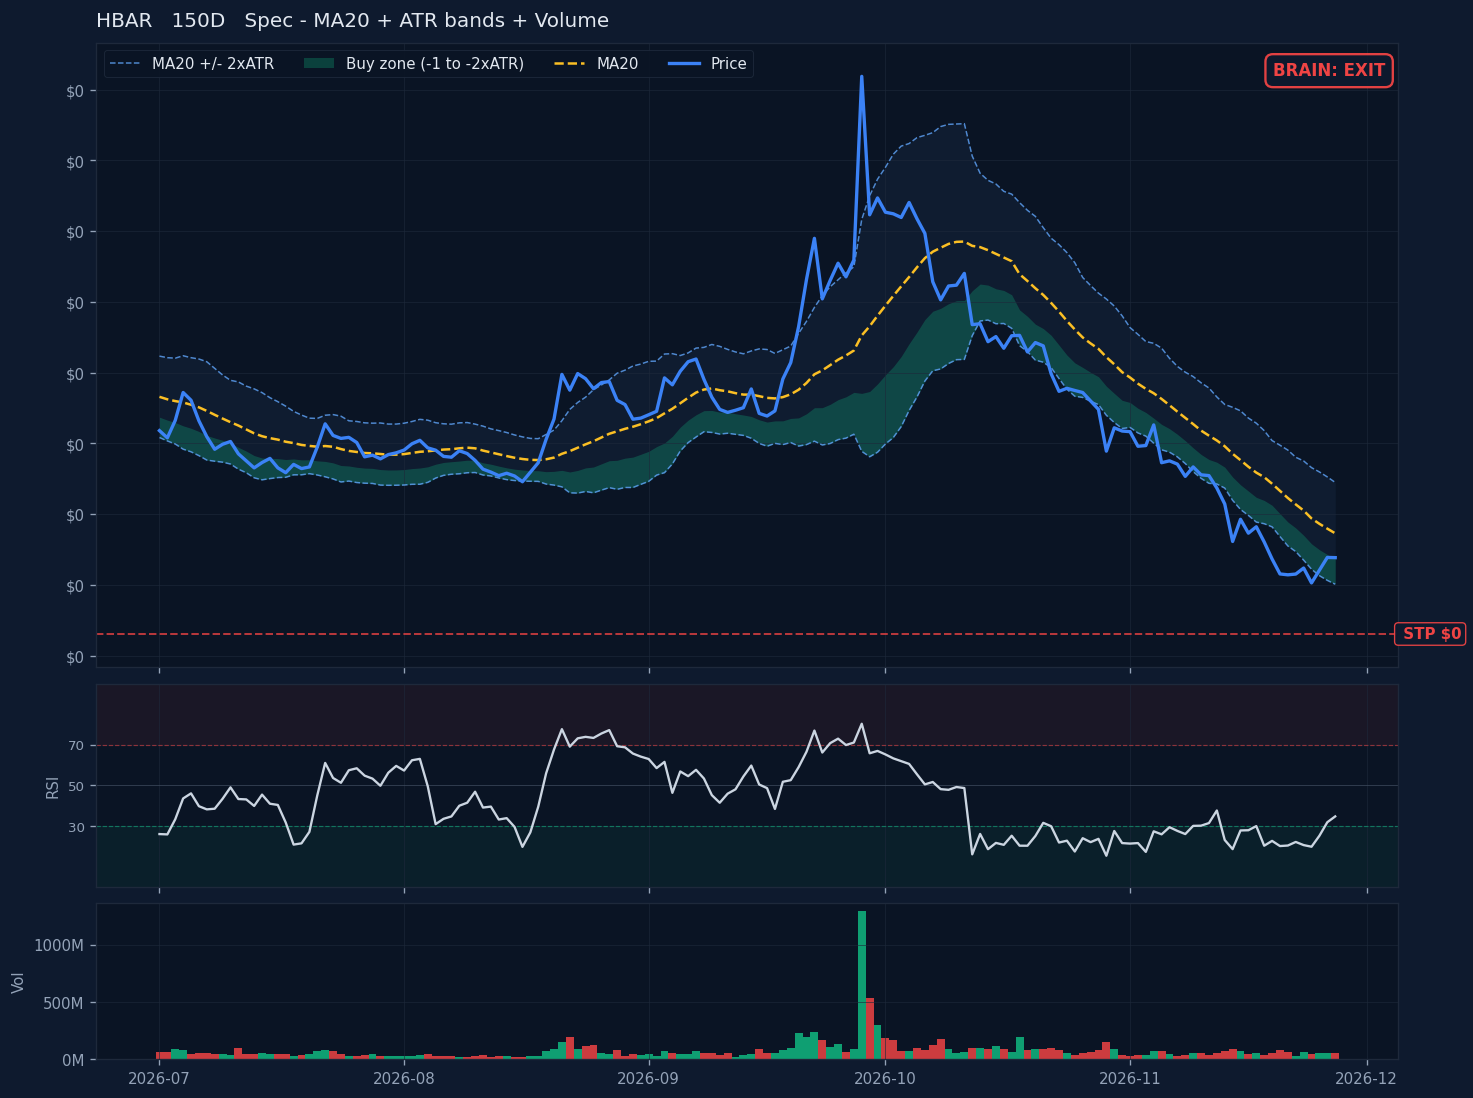 HBAR   150D   Spec - MA20 + ATR bands + Volume
MA20 +/- 2xATR   Buy zone (-1 to -2xATR)   MA20   Price
BRAIN: EXIT
$0
$0
$0
$0
$0
$0
$0
$0
$0
STP $0
70
50
30
RSI
1000M
500M
0M
Vol
2026-07   2026-08   2026-09   2026-10   2026-11   2026-12